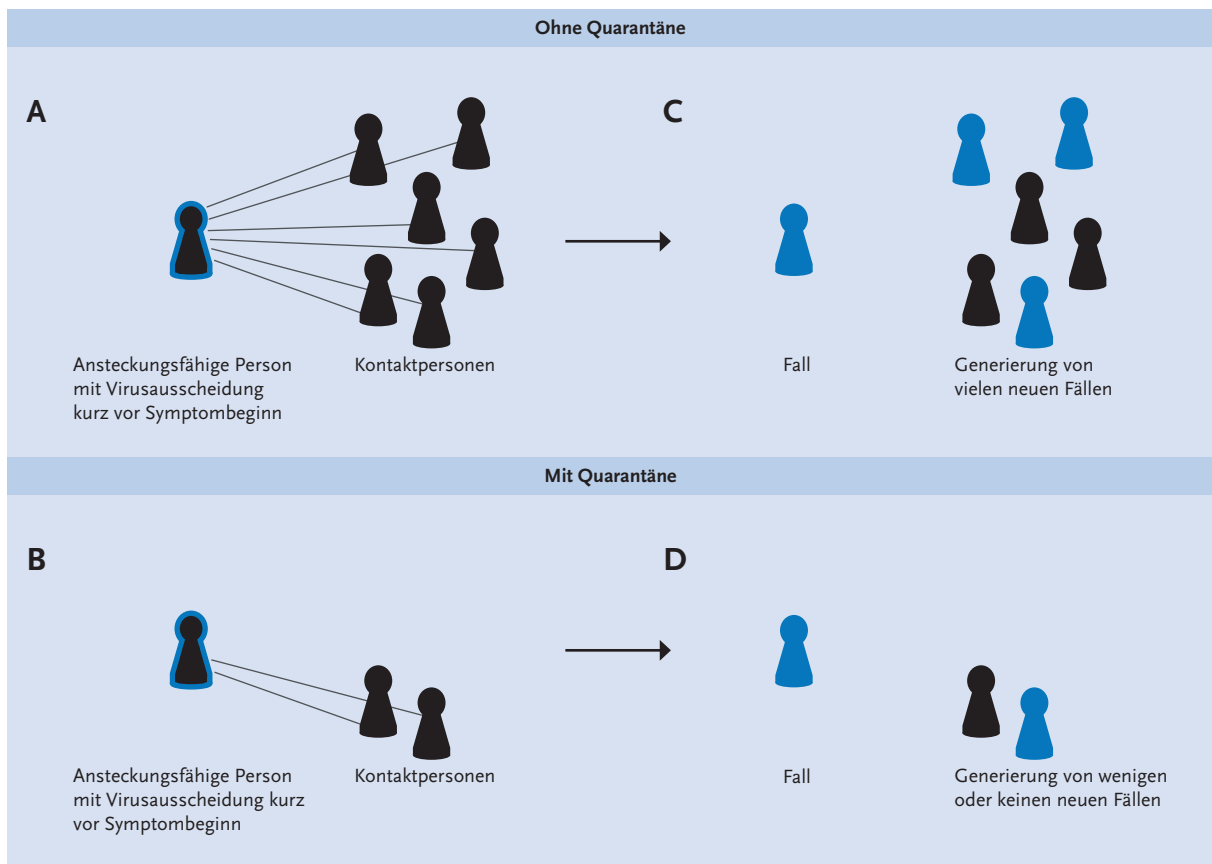 Ohne Quarantäne
A
C
Ansteckungsfähige Person
mit Virusausscheidung
kurz vor Symptombeginn
Kontaktpersonen
Fall
Generierung von
vielen neuen Fällen
Mit Quarantäne
B
D
Ansteckungsfähige Person
mit Virusausscheidung kurz
vor Symptombeginn
Kontaktpersonen
Fall
Generierung von wenigen
oder keinen neuen Fällen